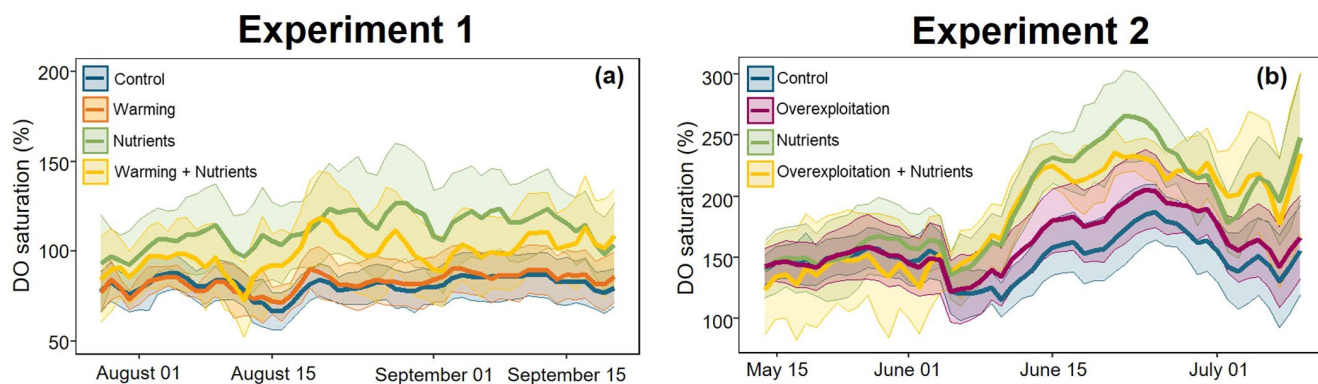 Experiment 1
(a)
Control
Warming
Nutrients
Warming + Nutrients
DO saturation (%)
200
150
100
50
August 01
August 15
September 01
September 15
Experiment 2
(b)
Control
Overexploitation
Nutrients
Overexploitation + Nutrients
DO saturation (%)
300
250
200
150
100
May 15
June 01
June 15
July 01